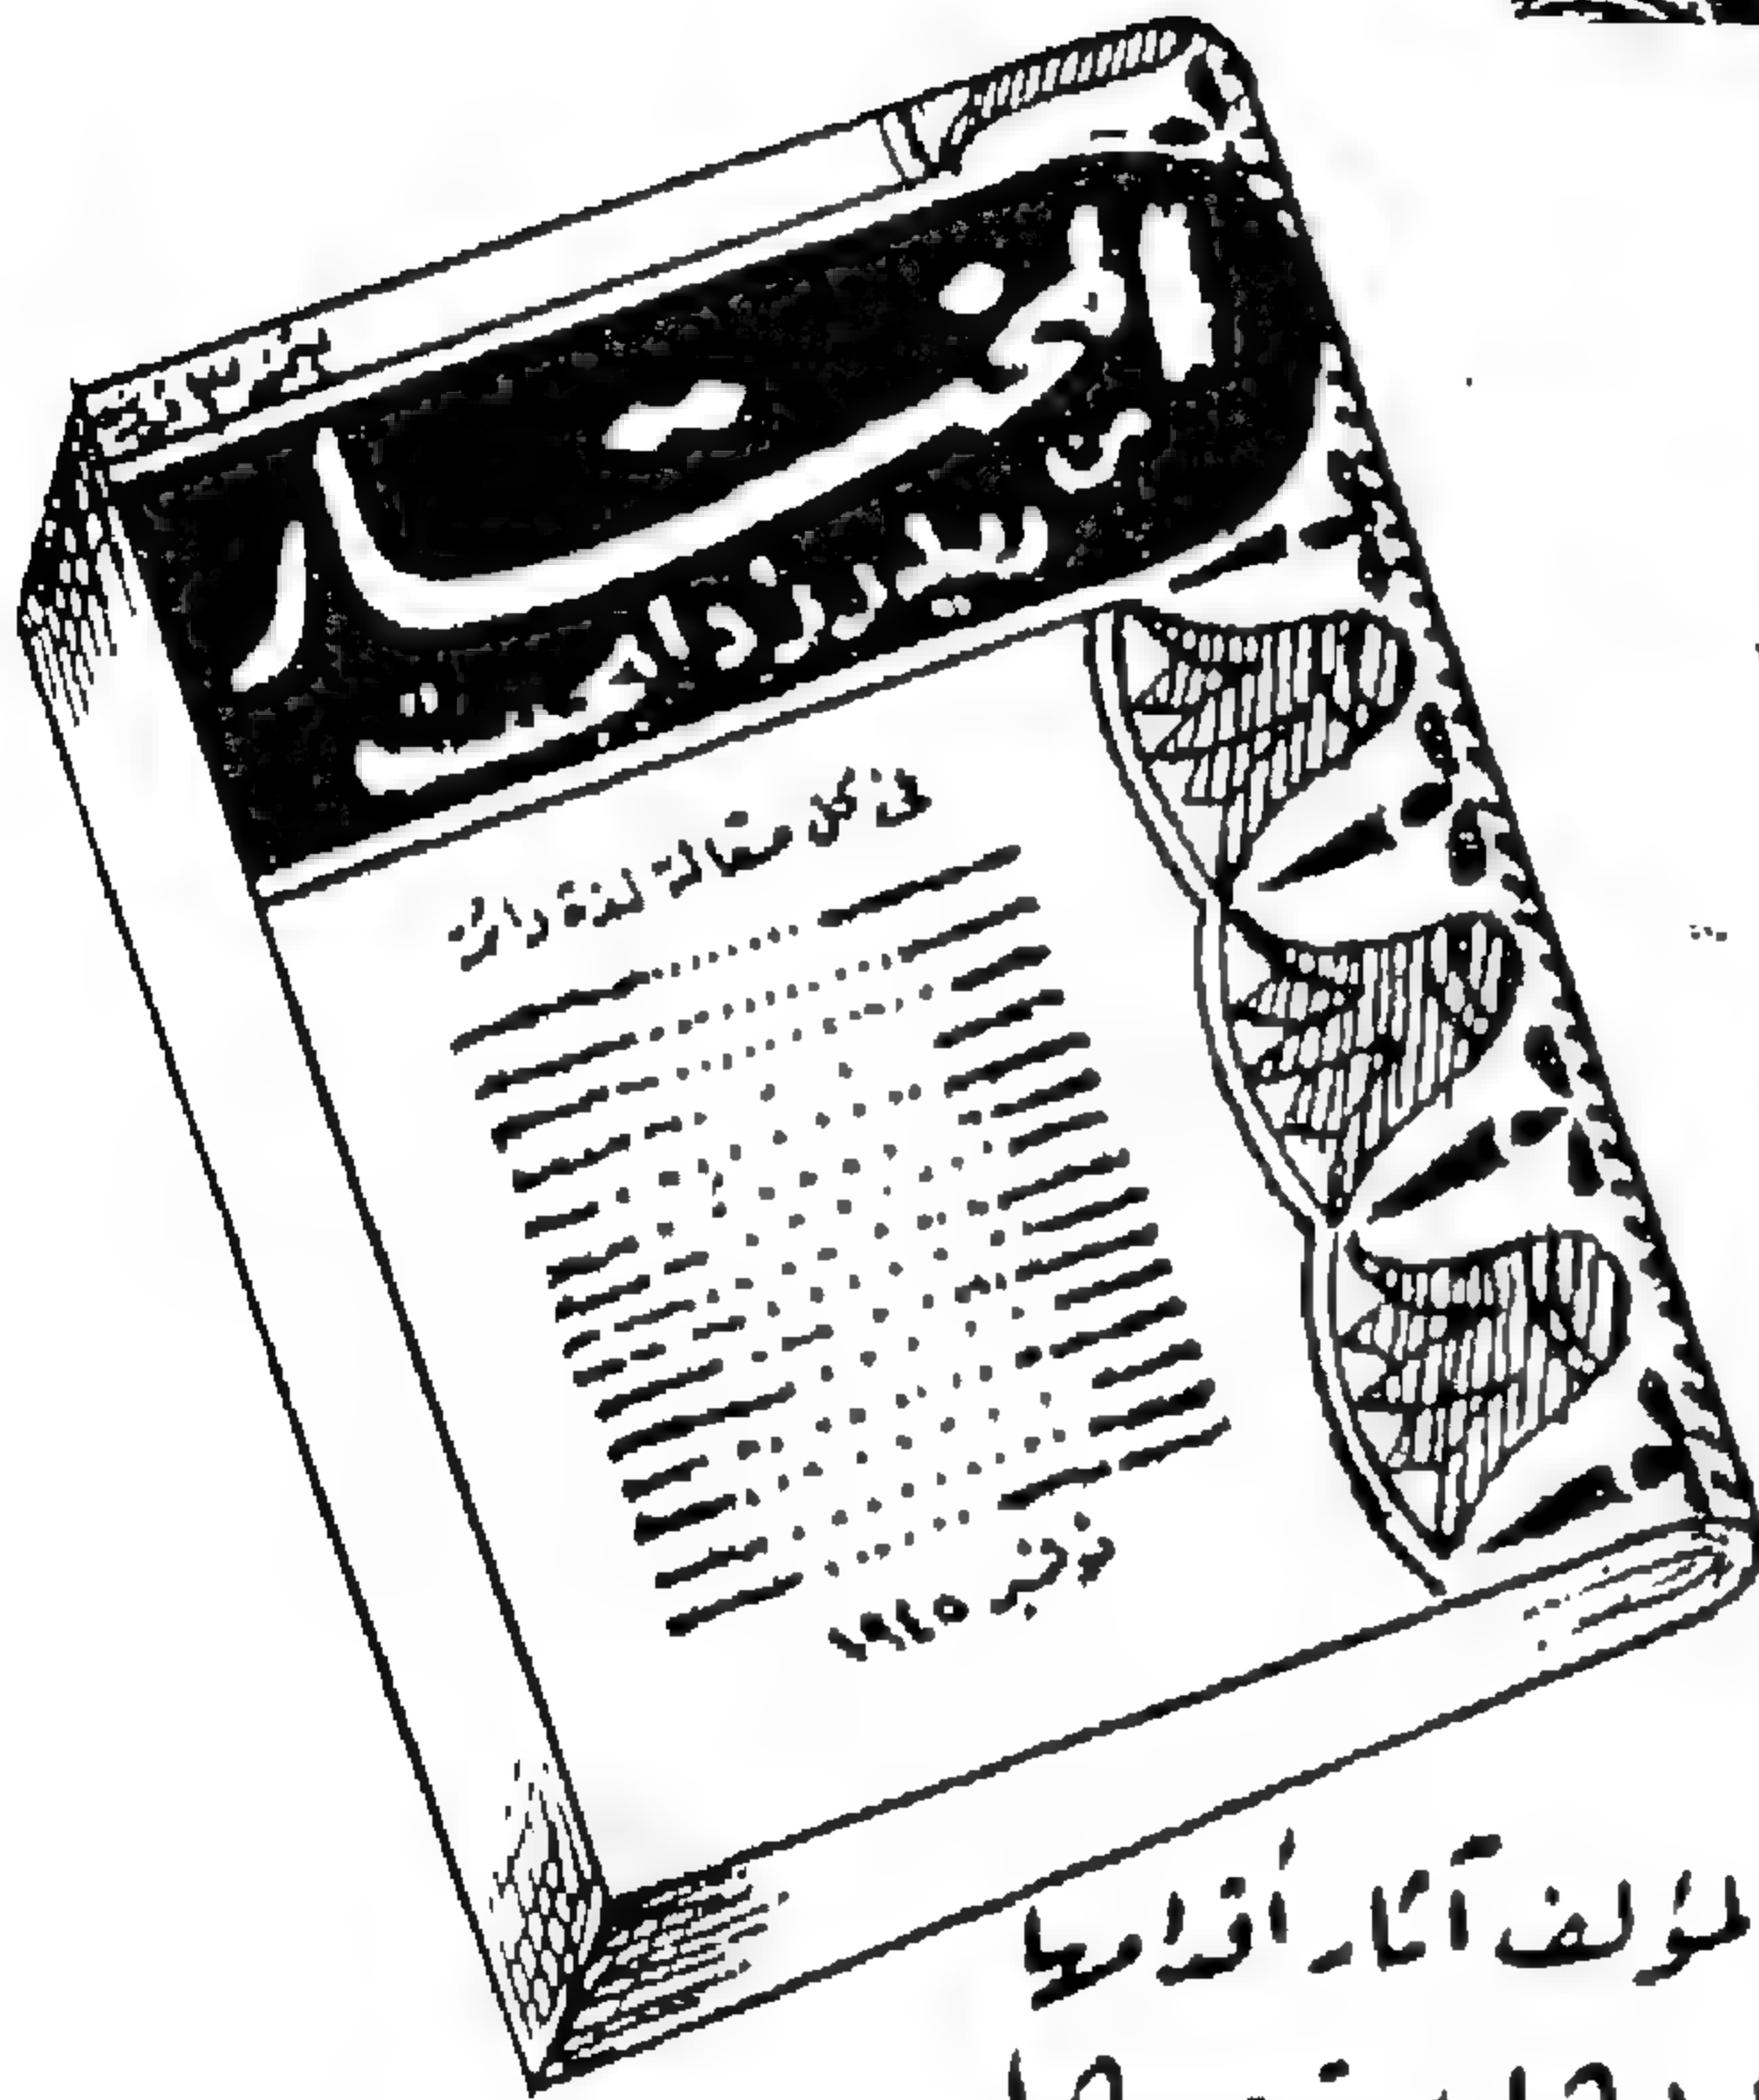 المختار
من ريدرز دايجست
في كل مقالة لذة دائمة
نوفمبر ١٩٤٥
لمؤلف آثار أقدامها